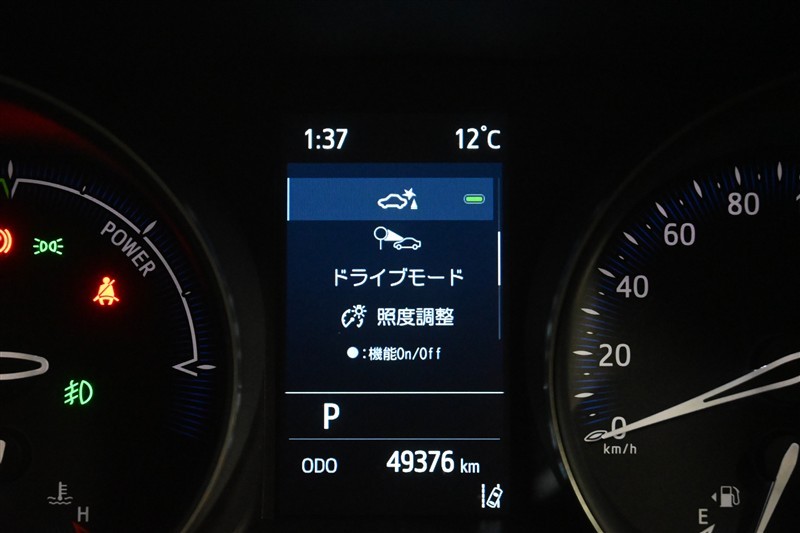 1:37 12°C
ドライブモード
照度調整
●:機能On/Off
P
ODO 49376 km
POWER
H
80
60
40
20
0
km/h
E